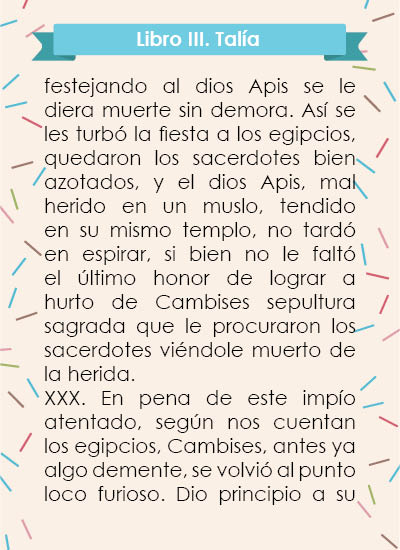 Libro III. Talía
festejando al dios Apis se le
diera muerte sin demora. Así se
les turbó la fiesta a los egipcios,
quedaron los sacerdotes bien
azotados, y el dios Apis, mal
herido en un muslo, tendido
en su mismo templo, no tardó
en espirar, si bien no le faltó
el último honor de lograr a
hurto de Cambises sepultura
sagrada que le procuraron los
sacerdotes viéndole muerto de
la herida.
XXX. En pena de este impío
atentado, según nos cuentan
los egipcios, Cambises, antes ya
algo demente, se volvió al punto
loco furioso. Dio principio a su